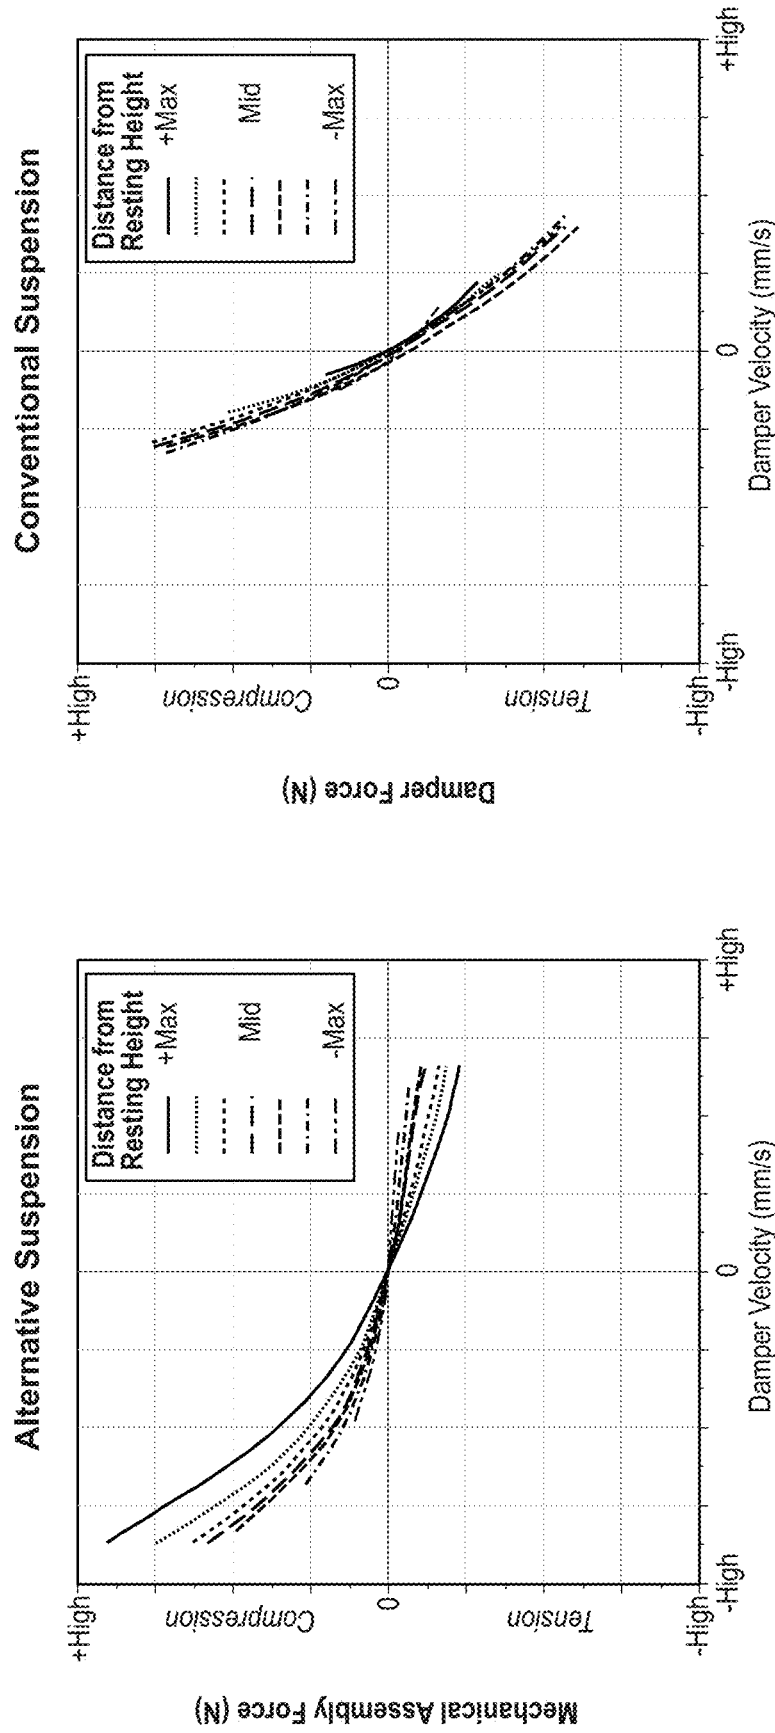 Alternative Suspension
Mechanical Assembly Force (N)
+High
Compression
0
Tension
-High
-High
0
+High
Damper Velocity (mm/s)
Distance from
Resting Height
+Max
Mid
-Max
Conventional Suspension
Damper Force (N)
+High
Compression
0
Tension
-High
-High
0
+High
Damper Velocity (mm/s)
Distance from
Resting Height
+Max
Mid
~Max